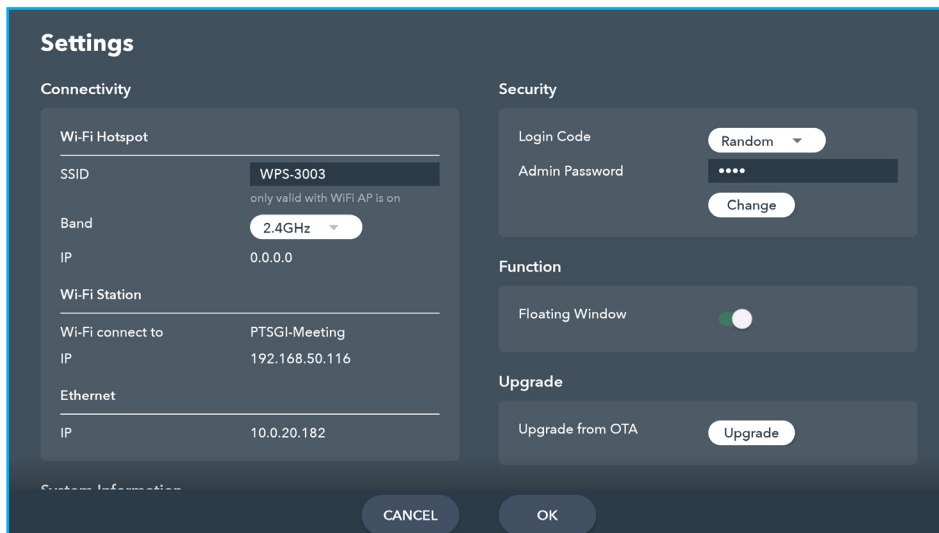 Settings
Connectivity
Wi-Fi Hotspot
SSID WPS-3003
only valid with WiFi AP is on
Band 2.4GHz
IP 0.0.0.0
Wi-Fi Station
Wi-Fi connect to PTSGI-Meeting
IP 192.168.50.116
Ethernet
IP 10.0.20.182
System Information
Security
Login Code Random
Admin Password ••••
Change
Function
Floating Window
Upgrade
Upgrade from OTA Upgrade
CANCEL OK